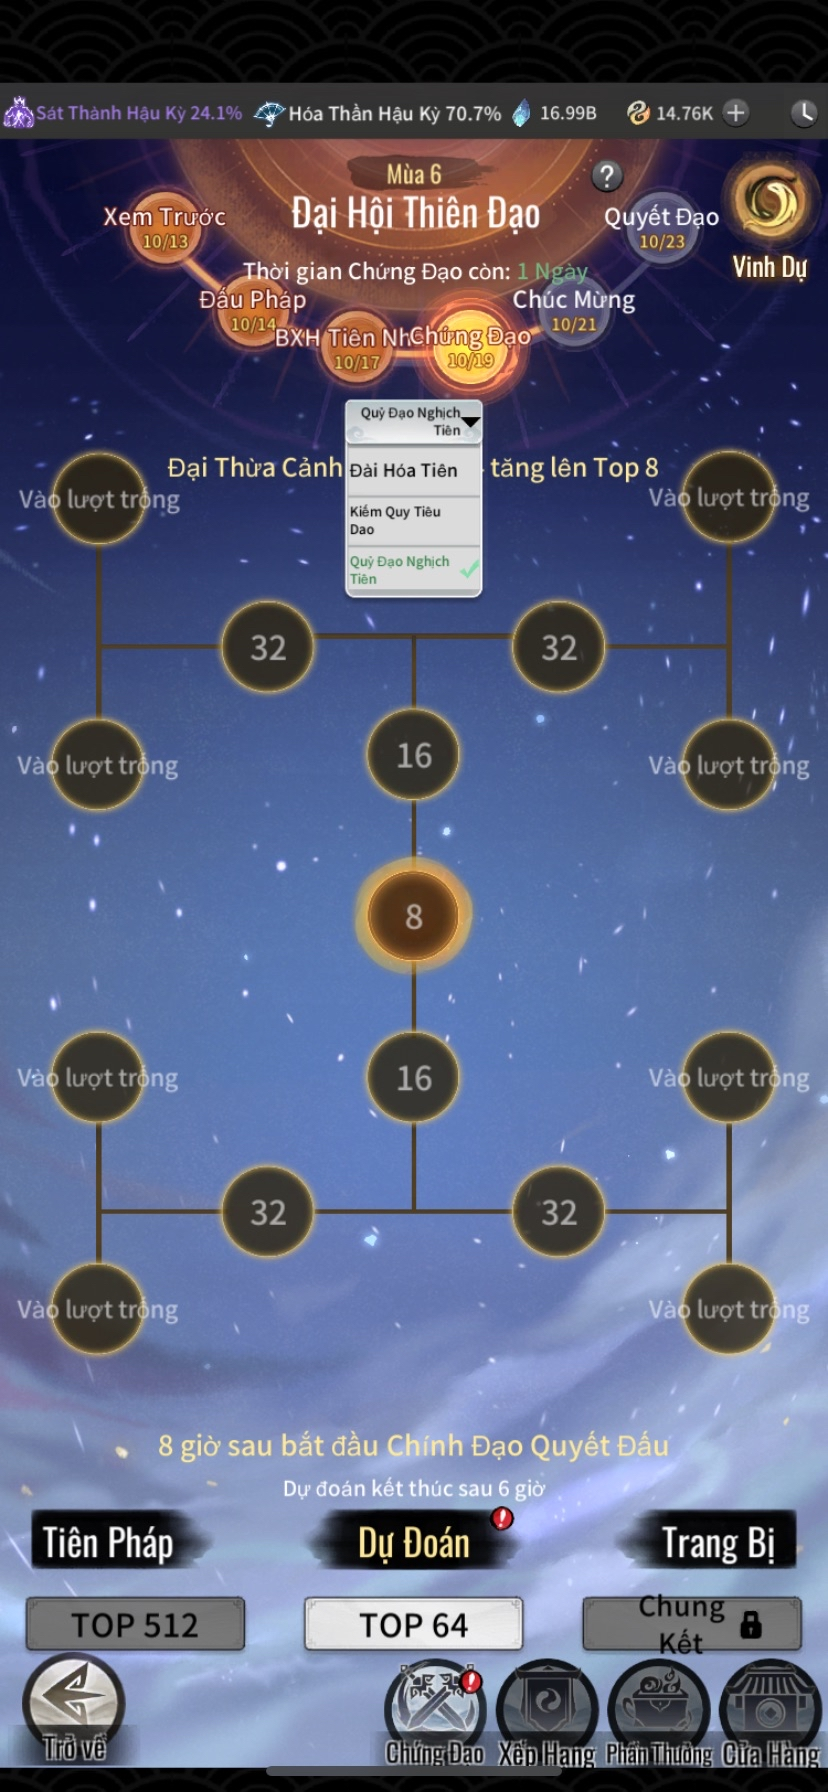 Sát Thành Hậu Kỳ 24.1% Hóa Thần Hậu Kỳ 70.7% 16.99B 14.76K
Mùa 6
Đại Hội Thiên Đạo
?
Xem Trước
10/13
Quyết Đạo
10/23
Vinh Dự
Thời gian Chứng Đạo còn: 1 Ngày
Đấu Pháp
10/14
Chúc Mừng
10/21
BXH Tiên Nh
10/17
Chứng Đạo
10/19
Quỷ Đạo Nghịch
Tiên
Đại Thừa Cảnh
tăng lên Top 8
Đài Hóa Tiên
Kiếm Quy Tiêu
Dao
Quỷ Đạo Nghịch
Tiên
Vào lượt trống
Vào lượt trống
32
32
Vào lượt trống
16
Vào lượt trống
8
Vào lượt trống
16
Vào lượt trống
32
32
Vào lượt trống
Vào lượt trống
8 giờ sau bắt đầu Chính Đạo Quyết Đấu
Dự đoán kết thúc sau 6 giờ
Tiên Pháp
Dự Đoán
Trang Bị
TOP 512
TOP 64
Chung
Kết
Trở về
Chứng Đạo
Xếp Hạng
Phần Thưởng
Cửa Hàng